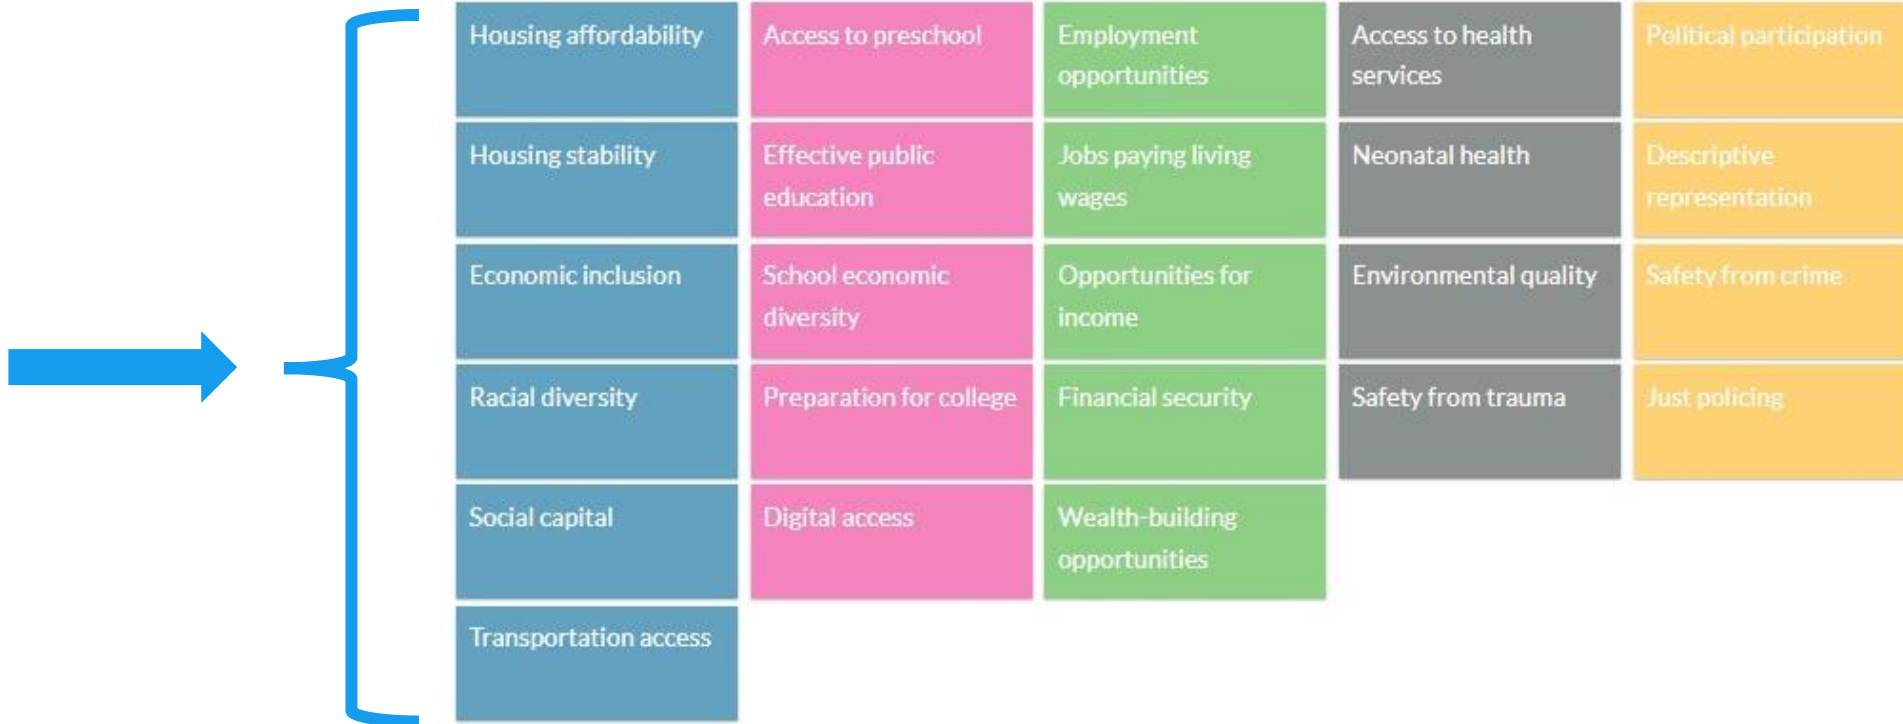 Housing affordability
Access to preschool
Employment
opportunities
Access to health
services
Political participation
Housing stability
Effective public
education
Jobs paying living
wages
Neonatal health
Descriptive
representation
Economic inclusion
School economic
diversity
Opportunities for
income
Environmental quality
Safety from crime
Racial diversity
Preparation for college
Financial security
Safety from trauma
Just policing
Social capital
Digital access
Wealth-building
opportunities
Transportation access